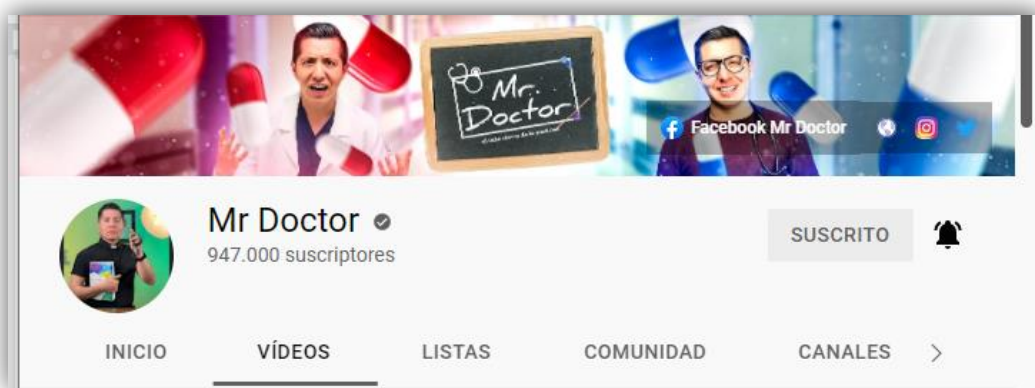 Mr.
Doctor
Facebook Mr Doctor
Mr Doctor
947.000 suscriptores
SUSCRITO
INICIO
VÍDEOS
LISTAS
COMUNIDAD
CANALES